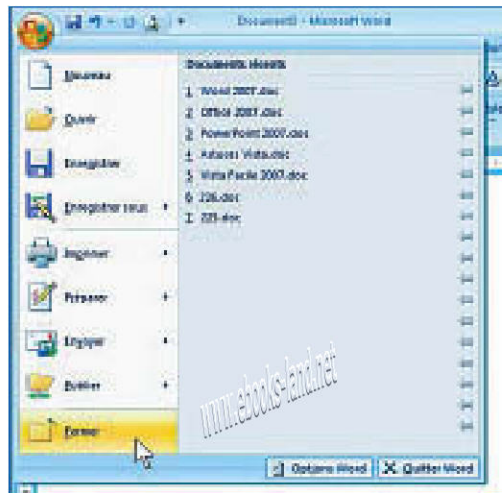 Document3 - Microsoft Word
Nouveau
Ouvrir
Enregistrer
Enregistrer sous
Imprimer
Préparer
Envoyer
Publier
Fermer
Documents récents
1 Word 2007.doc
2 Office 2007.doc
3 PowerPoint 2007.doc
4 Astuces Vista.doc
5 Vista Facile 2007.doc
6 226.doc
7 225.doc
www.ebooks-land.net
Options Word
Quitter Word